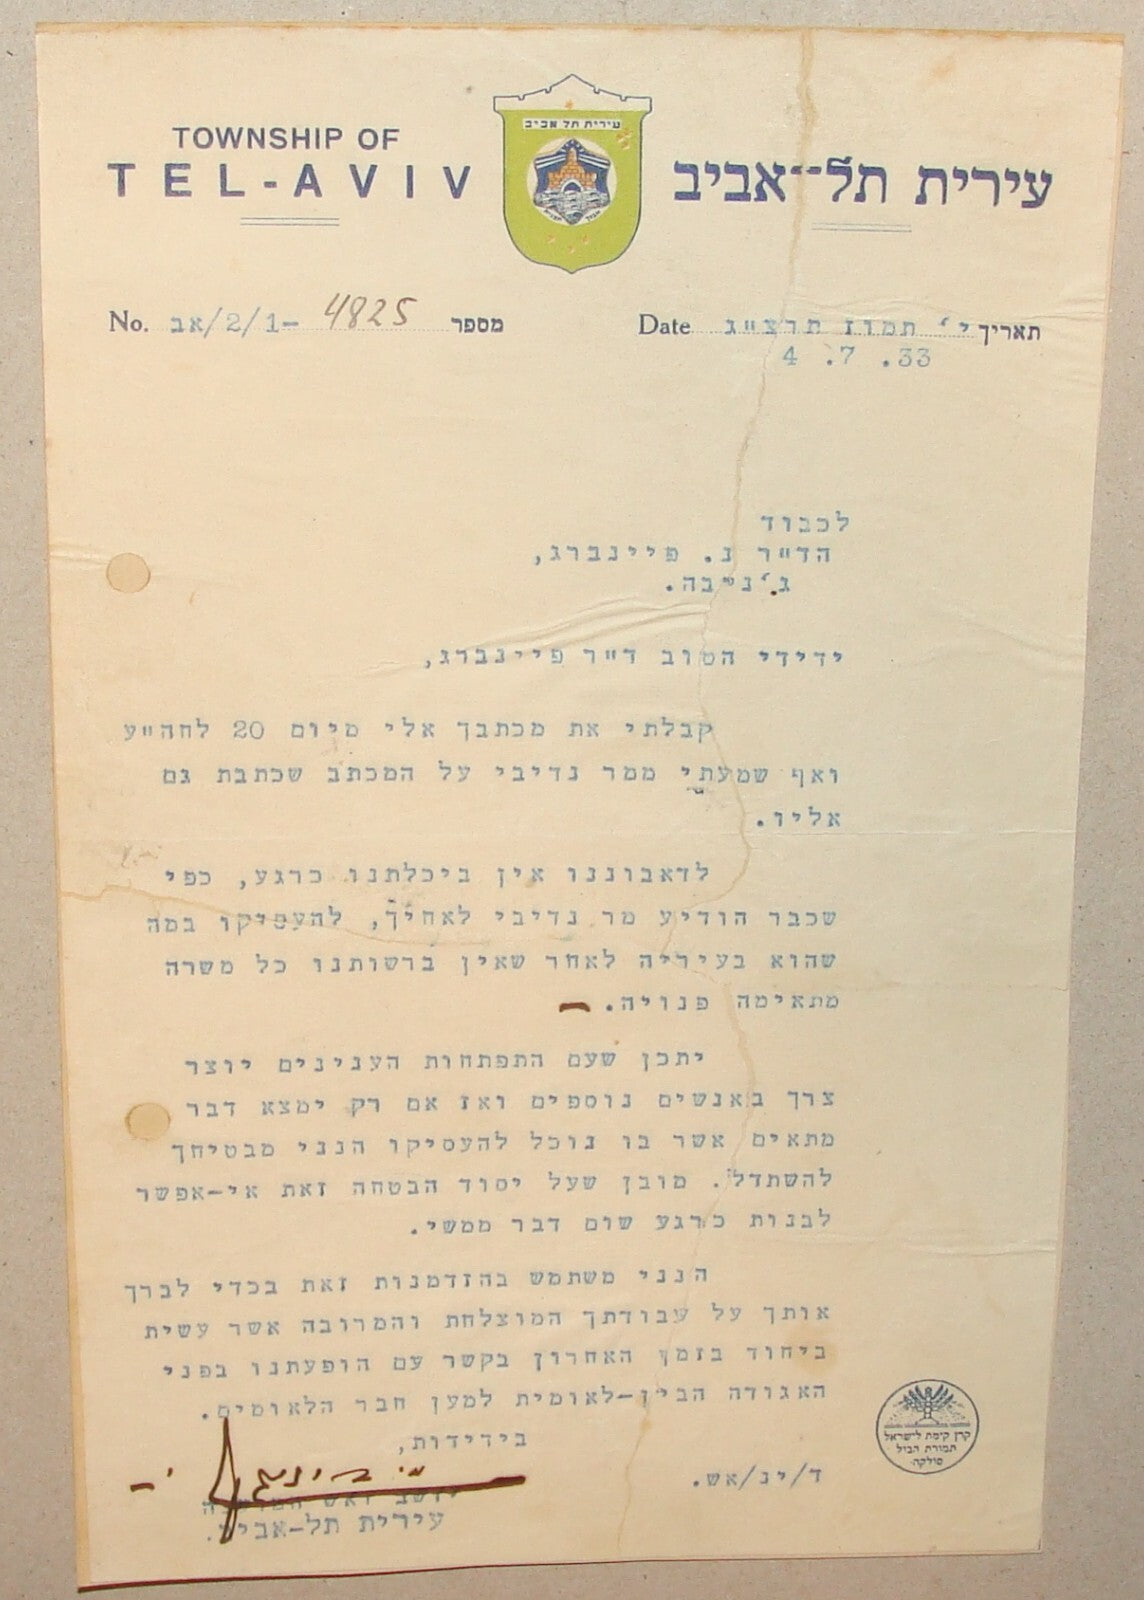 TOWNSHIP OF
TEL-AVIV
עירית תל-אביב
עירית תל אביב
No. אב/2/1- 4825 מספר
Date י' תמוז תרצ"ג תאריך
4 .7 .33
לכבוד
הד"ר נ. פיינברג,
ג'ניבה.
ידידי הטוב ד"ר פיינברג,
קבלתי את מכתבך אלי מיום 20 לחה"ע
ואף שמעתי ממר נדיבי על המכתב שכתבת גם
אליו.
לדאבוננו אין ביכלתנו כרגע, כפי
שכבר הודיע מר נדיבי לאחיך, להעסיקו במה
שהוא בעיריה לאחר שאין ברשותנו כל משרה
מתאימה פנויה.
יתכן שעם התפתחות הענינים יוצר
צרך באנשים נוספים ואז אם רק ימצא דבר
מתאים אשר בו נוכל להעסיקו הנני מבטיחך
להשתדל. מובן שעל יסוד הבטחה זאת אי-אפשר
לבנות כרגע שום דבר ממשי.
הנני משתמש בהזדמנות זאת בכדי לברך
אותך על עבודתך המוצלחת והמרובה אשר עשית
ביחוד בזמן האחרון בקשר עם הופעתנו בפני
האגודה הבין-לאומית למען חבר הלאומים.
בידידות,
עירית תל-אביב.
ד/ינ/אש.
קרן קימת לישראל
תמורת הבול
סולקה